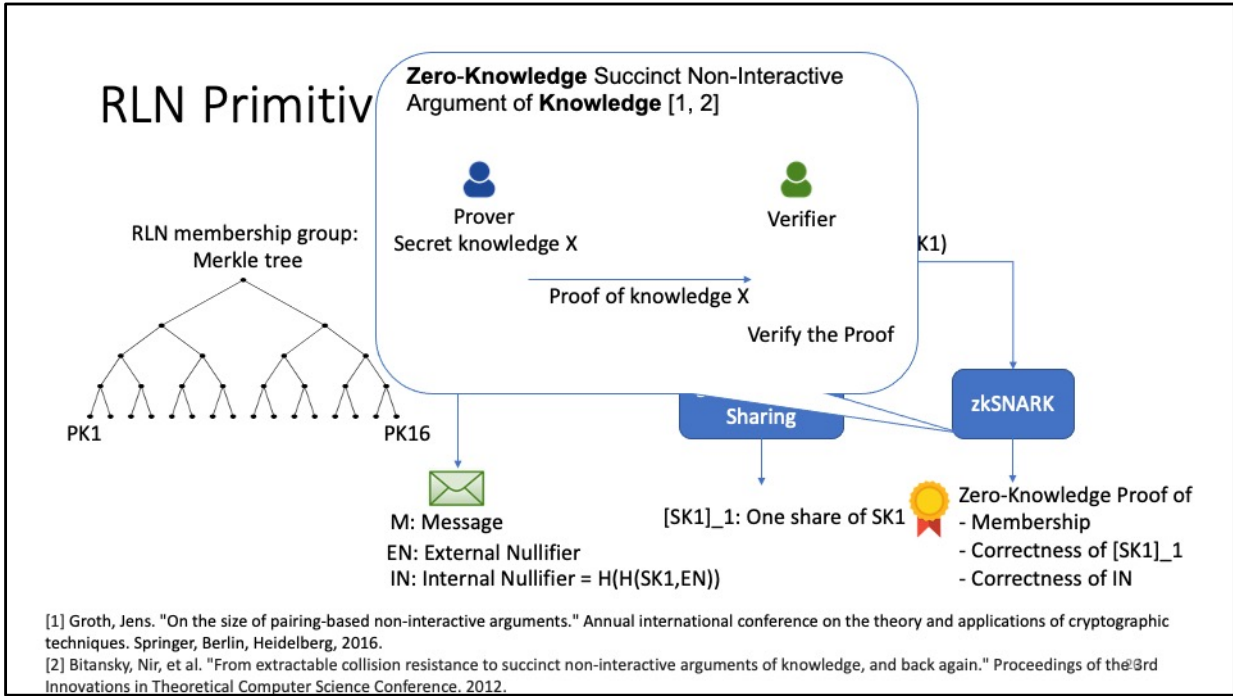 Zero-Knowledge Succinct Non-Interactive
Argument of Knowledge [1, 2]
RLN Primitiv
Prover
Secret knowledge X
Verifier
Proof of knowledge X
Verify the Proof
RLN membership group:
Merkle tree
PK1
PK16
K1)
Sharing
zkSNARK
M: Message
EN: External Nullifier
IN: Internal Nullifier = H(H(SK1,EN))
[SK1]_1: One share of SK1
Zero-Knowledge Proof of
- Membership
- Correctness of [SK1]_1
- Correctness of IN
[1] Groth, Jens. "On the size of pairing-based non-interactive arguments." Annual international conference on the theory and applications of cryptographic
techniques. Springer, Berlin, Heidelberg, 2016.
[2] Bitansky, Nir, et al. "From extractable collision resistance to succinct non-interactive arguments of knowledge, and back again." Proceedings of the 3rd
Innovations in Theoretical Computer Science Conference. 2012.